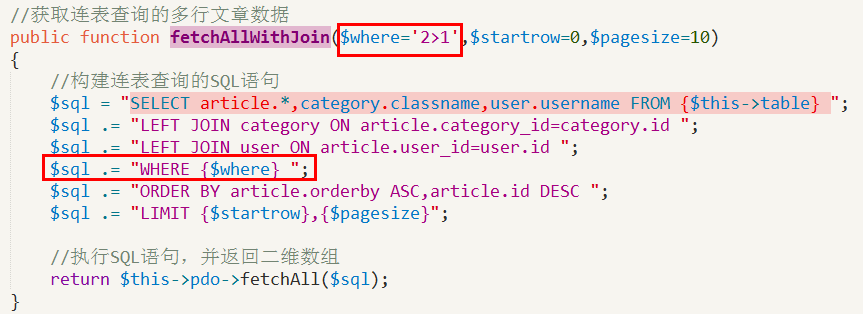 //获取连表查询的多行文章数据
public function fetchAllWithJoin($where='2>1',$startrow=0,$pagesize=10)
{
//构建连表查询的SQL语句
$sql = "SELECT article.*,category.classname,user.username FROM {$this->table} ";
$sql .= "LEFT JOIN category ON article.category_id=category.id ";
$sql .= "LEFT JOIN user ON article.user_id=user.id ";
$sql .= "WHERE {$where} ";
$sql .= "ORDER BY article.orderby ASC,article.id DESC ";
$sql .= "LIMIT {$startrow},{$pagesize}";
//执行SQL语句，并返回二维数组
return $this->pdo->fetchAll($sql);
}